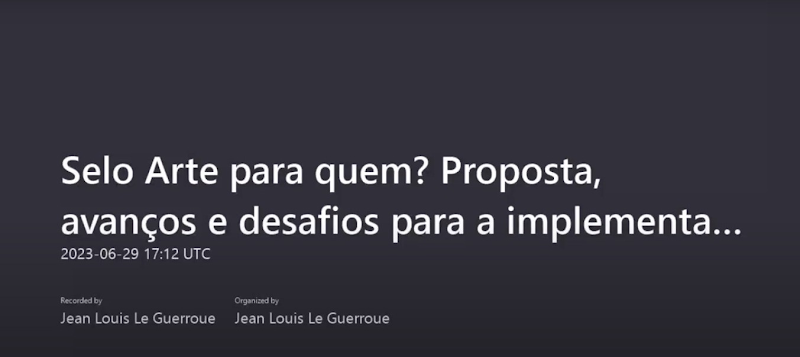 Selo Arte para quem? Proposta,
avanços e desafios para a implementa...
2023-06-29 17:12 UTC
Recorded by Organized by
Jean Louis Le Guerroue Jean Louis Le Guerroue